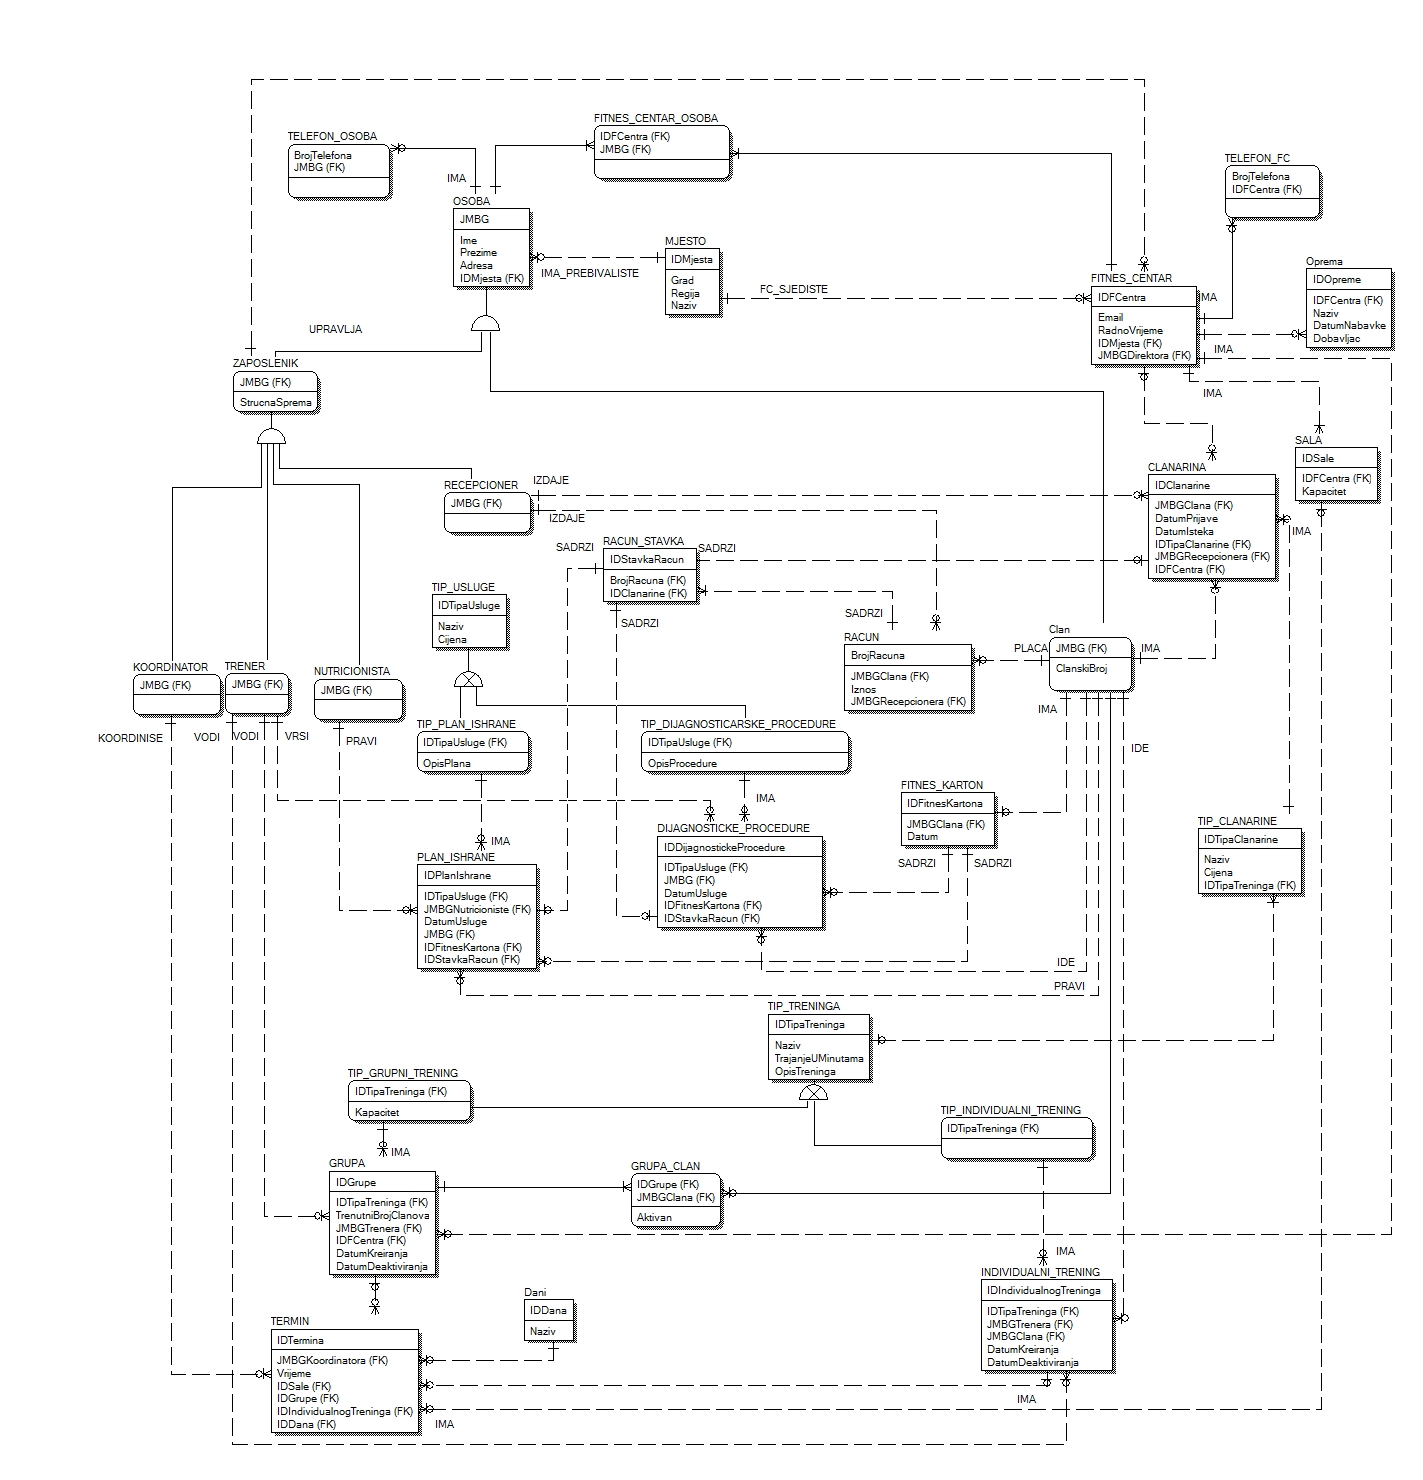 FITNES_CENTAR_OSOBA
IDFCentra (FK)
JMBG (FK)
TELEFON_OSOBA
BrojTelefona
JMBG (FK)
IMA
TELEFON_FC
BrojTelefona
IDFCentra (FK)
OSOBA
JMBG
Ime
Prezime
Adresa
IDMjesta (FK)
IMA_PREBIVALISTE
MJESTO
IDMjesta
Grad
Regija
Naziv
FC_SJEDISTE
FITNES_CENTAR
IDFCentra
Email
RadnoVrijeme
IDMjesta (FK)
JMBGDirektora (FK)
MA
IMA
IMA
Oprema
IDOpreme
IDFCentra (FK)
Naziv
DatumNabavke
Dobavljac
UPRAVLJA
ZAPOSLENIK
JMBG (FK)
StrucnaSprema
SALA
IDSale
IDFCentra (FK)
Kapacitet
CLANARINA
IDClanarine
JMBGClana (FK)
DatumPrijave
DatumIsteka
IDTipaClanarine (FK)
JMBGRecepcionera (FK)
IDFCentra (FK)
IMA
RECEPCIONER
JMBG (FK)
IZDAJE
IZDAJE
SADRZI
RACUN_STAVKA
IDStavkaRacun
BrojRacuna (FK)
IDClanarine (FK)
SADRZI
SADRZI
SADRZI
TIP_USLUGE
IDTipaUsluge
Naziv
Cijena
RACUN
BrojRacuna
JMBGClana (FK)
Iznos
JMBGRecepcionera (FK)
PLACA
Clan
JMBG (FK)
ClanskiBroj
IMA
IMA
IDE
KOORDINATOR
JMBG (FK)
TRENER
JMBG (FK)
NUTRICIONISTA
JMBG (FK)
KOORDINISE
VODI
VODI
VRSI
PRAVI
TIP_PLAN_ISHRANE
IDTipaUsluge (FK)
OpisPlana
TIP_DIJAGNOSTICARSKE_PROCEDURE
IDTipaUsluge (FK)
OpisProcedure
IMA
IMA
FITNES_KARTON
IDFitnesKartona
JMBGClana (FK)
Datum
SADRZI
SADRZI
TIP_CLANARINE
IDTipaClanarine
Naziv
Cijena
IDTipaTreninga (FK)
DIJAGNOSTICKE_PROCEDURE
IDDijagnostickeProcedure
IDTipaUsluge (FK)
JMBG (FK)
DatumUsluge
IDFitnesKartona (FK)
IDStavkaRacun (FK)
PLAN_ISHRANE
IDPlanIshrane
IDTipaUsluge (FK)
JMBGNutricioniste (FK)
DatumUsluge
JMBG (FK)
IDFitnesKartona (FK)
IDStavkaRacun (FK)
IDE
PRAVI
TIP_TRENINGA
IDTipaTreninga
Naziv
TrajanjeUMinutama
OpisTreninga
TIP_GRUPNI_TRENING
IDTipaTreninga (FK)
Kapacitet
IMA
TIP_INDIVIDUALNI_TRENING
IDTipaTreninga (FK)
GRUPA
IDGrupe
IDTipaTreninga (FK)
TrenutniBrojClanova
JMBGTrenera (FK)
IDFCentra (FK)
DatumKreiranja
DatumDeaktiviranja
GRUPA_CLAN
IDGrupe (FK)
JMBGClana (FK)
Aktivan
IMA
INDIVIDUALNI_TRENING
IDIndividualnogTreninga
IDTipaTreninga (FK)
JMBGTrenera (FK)
JMBGClana (FK)
DatumKreiranja
DatumDeaktiviranja
Dani
IDDana
Naziv
TERMIN
IDTermina
JMBGKoordinatora (FK)
Vrijeme
IDSale (FK)
IDGrupe (FK)
IDIndividualnogTreninga (FK)
IDDana (FK)
IMA
IMA